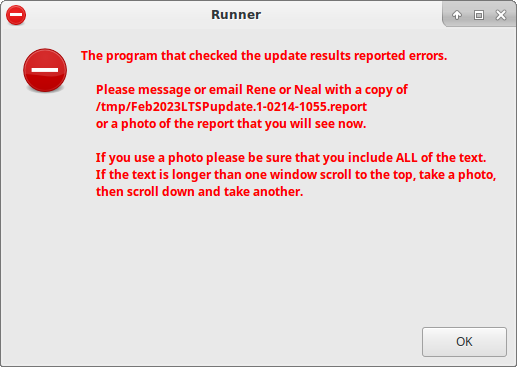 Runner
The program that checked the update results reported errors.
Please message or email Rene or Neal with a copy of
/tmp/Feb2023LTSPupdate.1-0214-1055.report
or a photo of the report that you will see now.
If you use a photo please be sure that you include ALL of the text.
If the text is longer than one window scroll to the top, take a photo,
then scroll down and take another.
OK